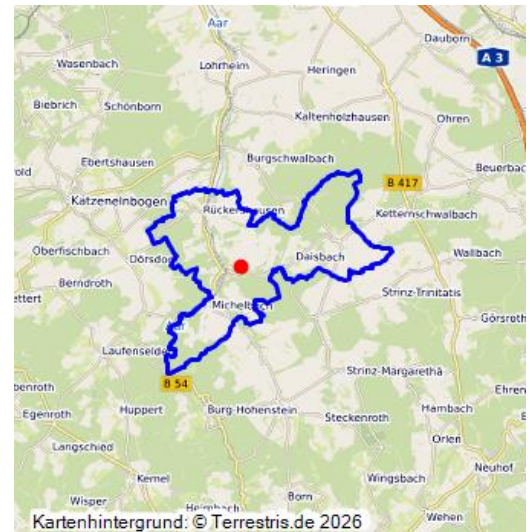 Aar
Dauborn
Wasenbach
Lohrheim
A 3
Heringen
Biebrich
Schönborn
Kaltenholzhausen
Ohren
Ebertshausen
Burgschwalbach
Beuerbach
B 417
Katzenelnbogen
Rückershausen
Ketternschwalbach
Oberfischbach
Dörsdorf
Daisbach
Wallbach
Berndroth
Strinz-Trinitatis
Michelbach
Görsroth
Aar
Laufenselden
Strinz-Margarethä
B 54
Huppert
Burg-Hohenstein
Hambach
Egenroth
Steckenroth
Orlen
Langschied
Neuhof
Kemel
Wingsbach
Wisper
Born
Heimbach
Wehen
Kartenhintergrund: © Terrestris.de 2026